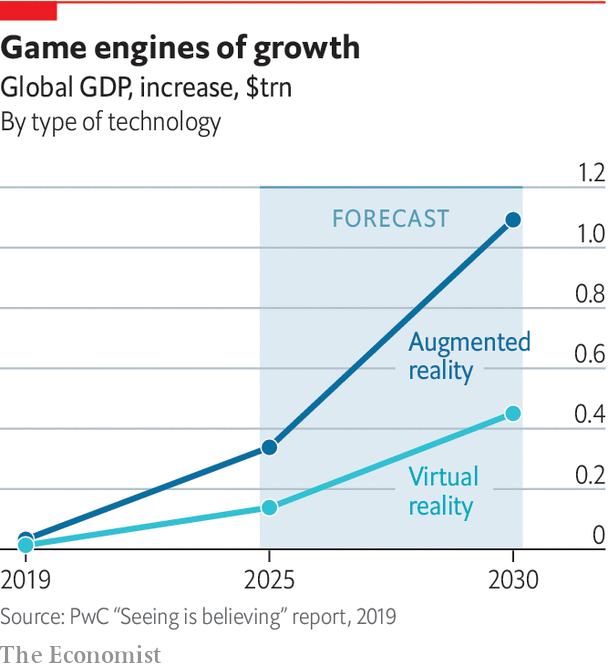 Game engines of growth
Global GDP, increase, $trn
By type of technology
1.2
FORECAST
1.0
0.8
Augmented
reality
0.6
0.4
Virtual
reality
0.2
0
2019 2025 2030
Source: PwC “Seeing is believing” report, 2019
The Economist